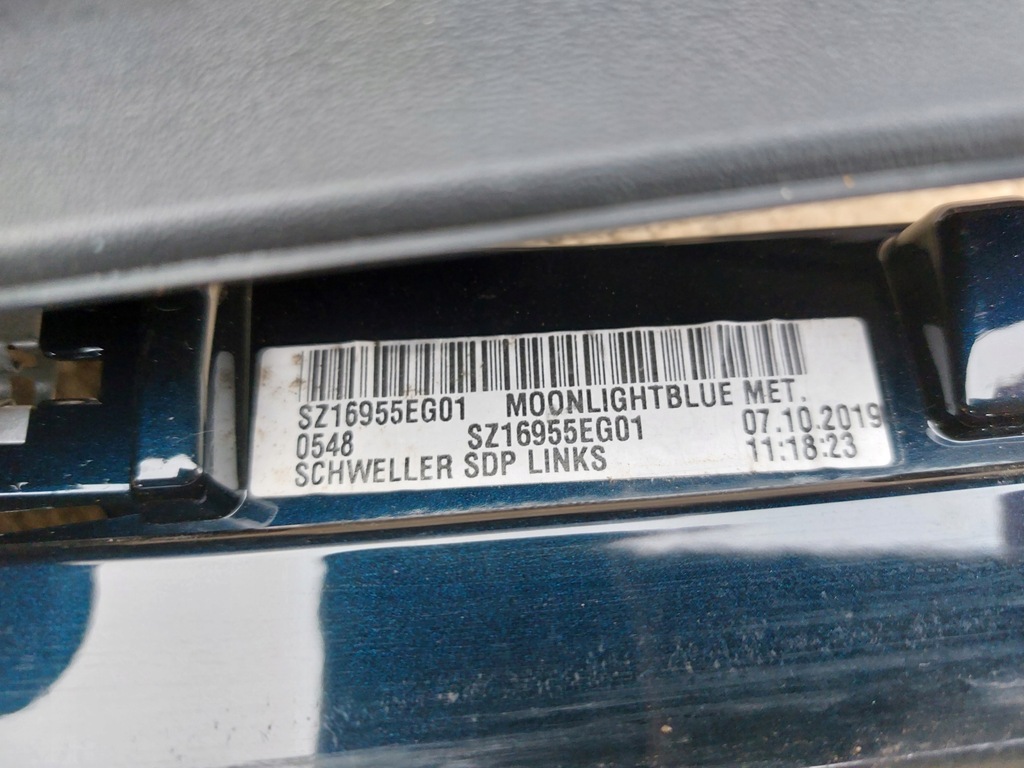 SZ16955EG01 MOONLIGHTBLUE MET.
0548 SZ16955EG01 07.10.2019
SCHWELLER SDP LINKS 11:18:23